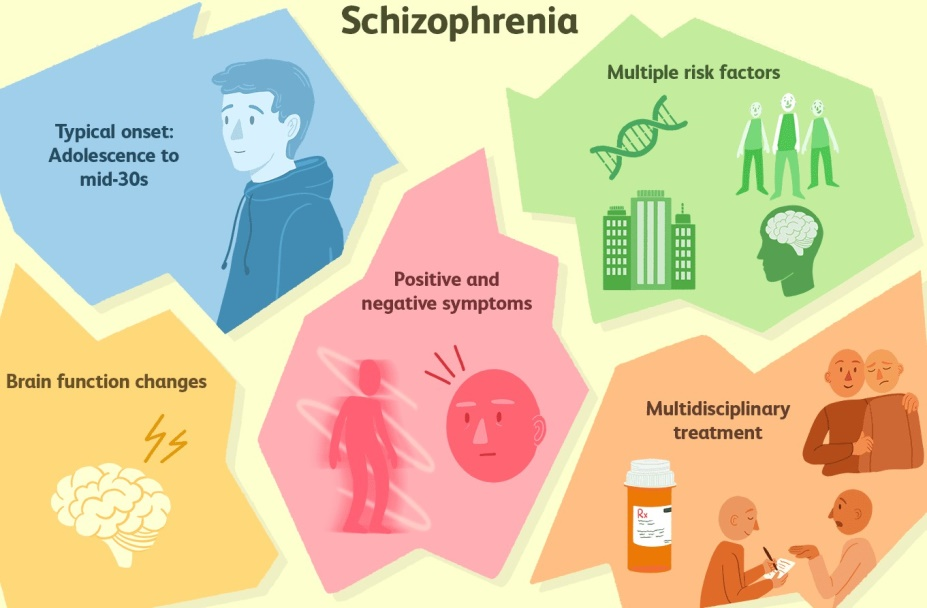 Schizophrenia
Typical onset:
Adolescence to
mid-30s
Multiple risk factors
Positive and
negative symptoms
Brain function changes
Multidisciplinary
treatment
Rx